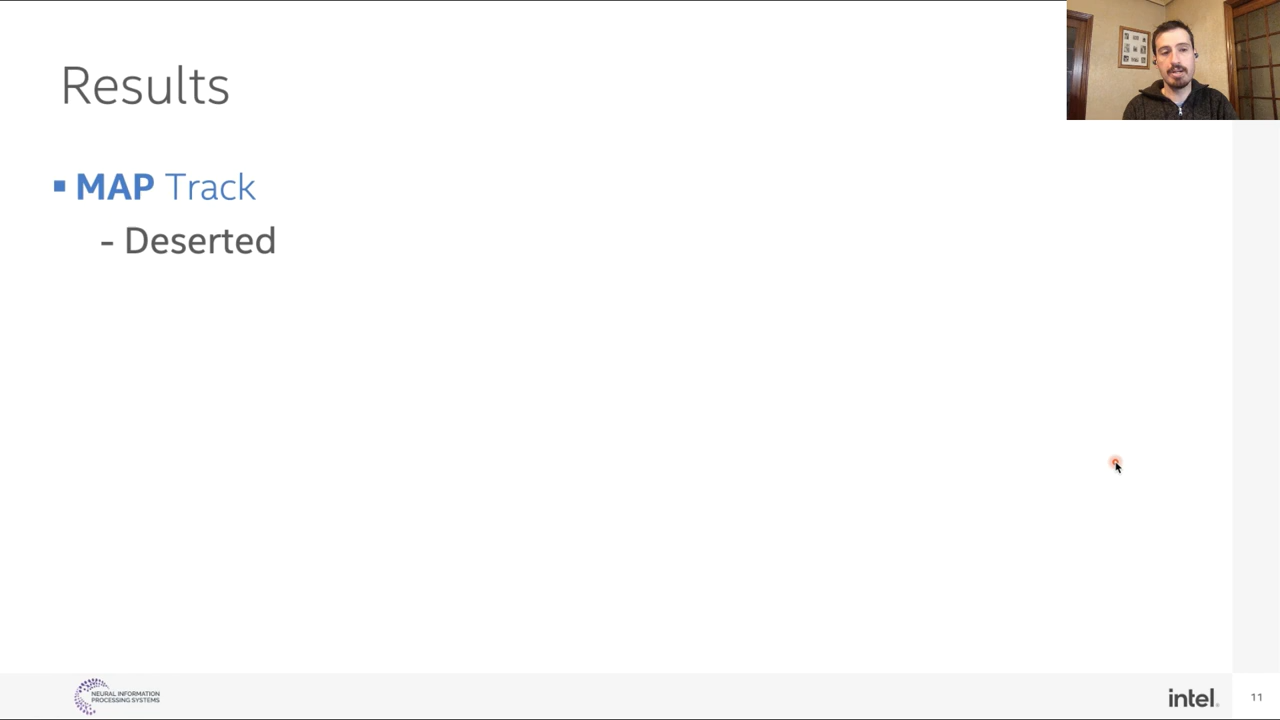 Results
▪ MAP Track
- Deserted
NEURAL INFORMATION
PROCESSING SYSTEMS
intel.
11